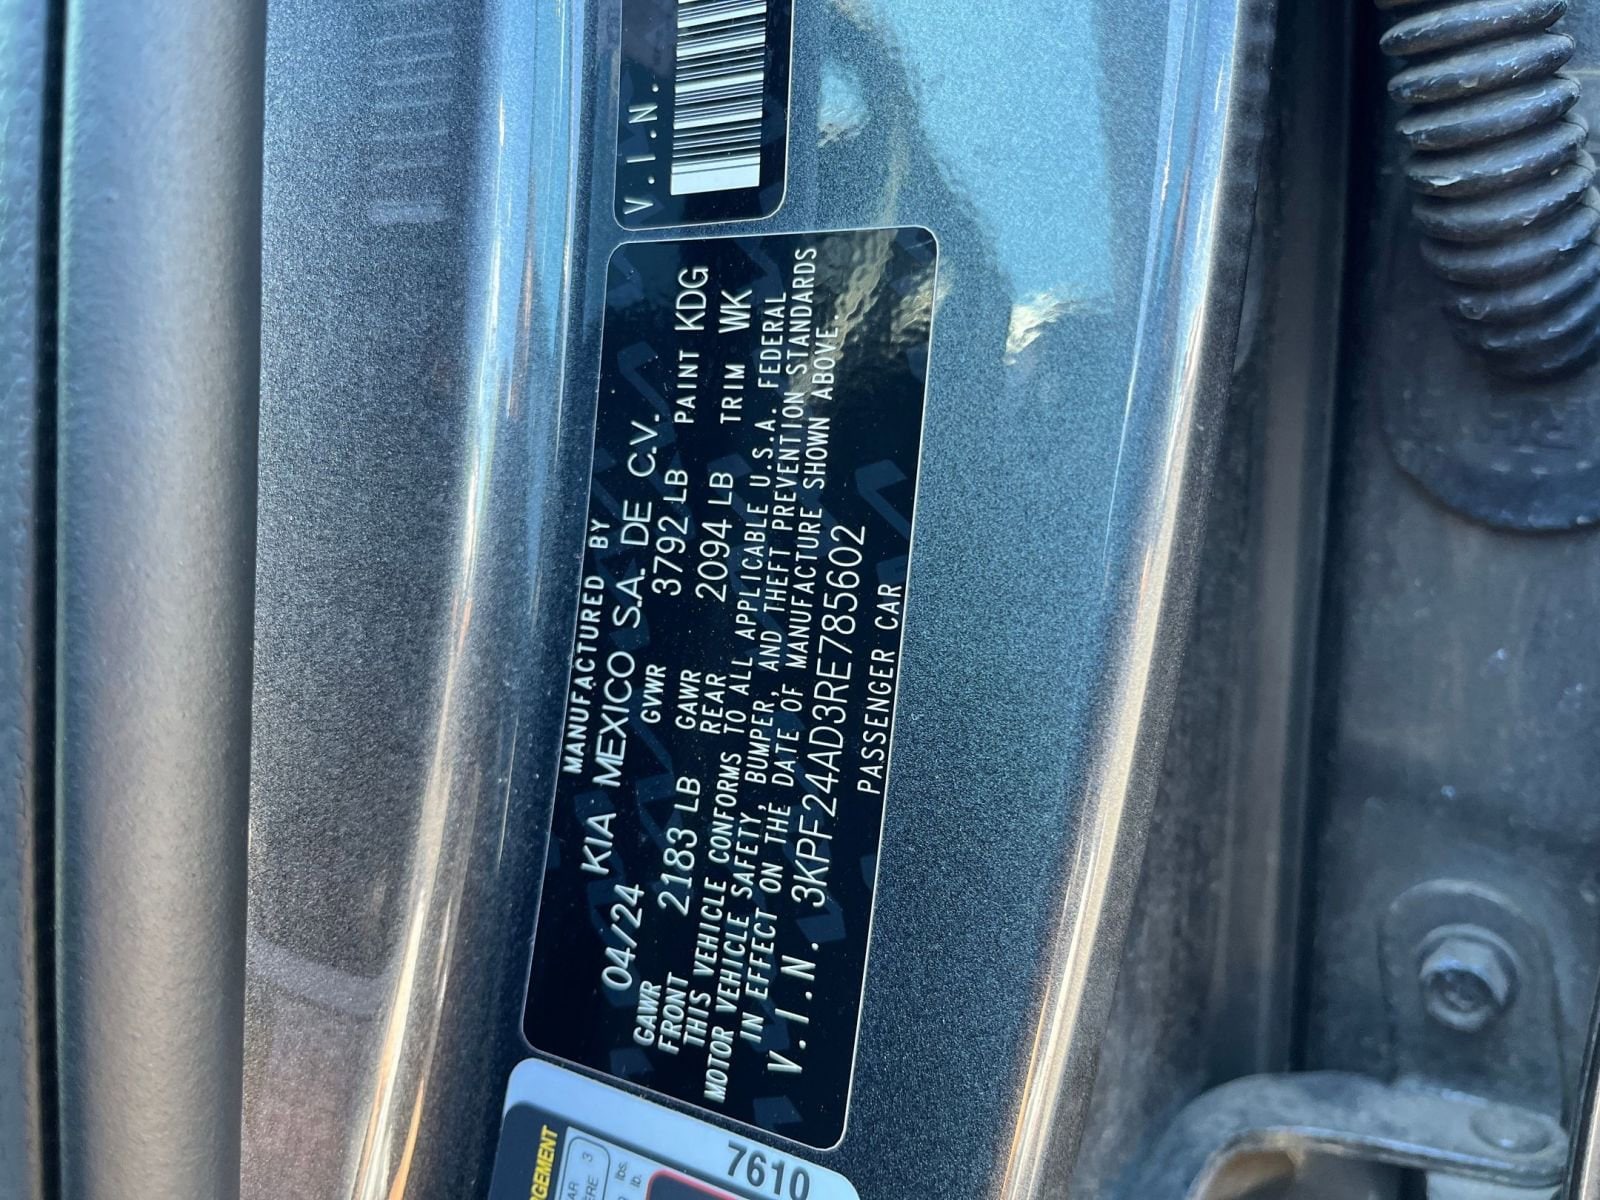 V.I.N.
MANUFACTURED BY
04/24 KIA MEXICO S.A. DE C.V.
GAWR FRONT 2183 LB GVWR 3792 LB PAINT KDG
GAWR REAR 2094 LB TRIM WK
THIS VEHICLE CONFORMS TO ALL APPLICABLE U.S.A. FEDERAL
MOTOR VEHICLE SAFETY, BUMPER, AND THEFT PREVENTION STANDARDS
IN EFFECT ON THE DATE OF MANUFACTURE SHOWN ABOVE.
V.I.N. 3KPF24AD3RE785602
PASSENGER CAR
7610